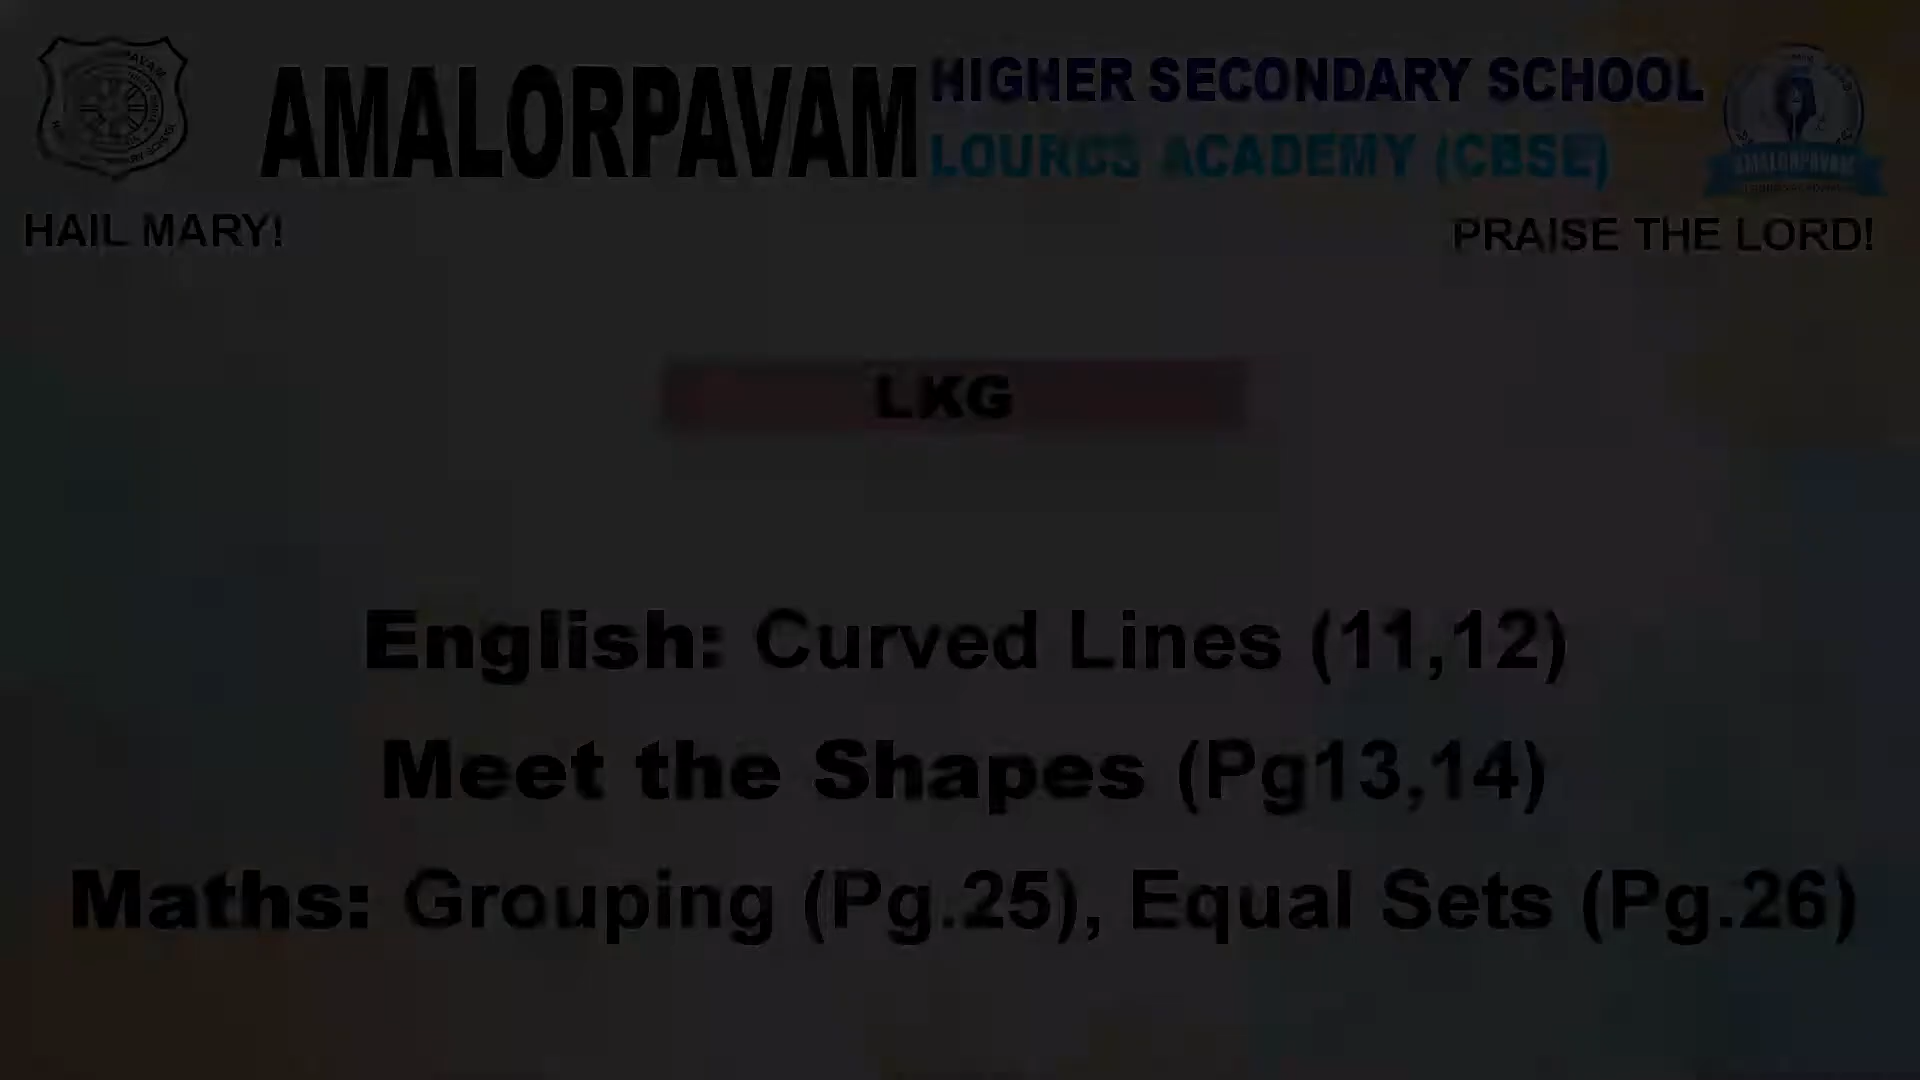 AMALORPAVAM HIGHER SECONDARY SCHOOL
LOURDS ACADEMY (CBSE)
HAIL MARY!
PRAISE THE LORD!
AMALORPAVAM
LKG
English: Curved Lines (11,12)
Meet the Shapes (Pg13,14)
Maths: Grouping (Pg.25), Equal Sets (Pg.26)